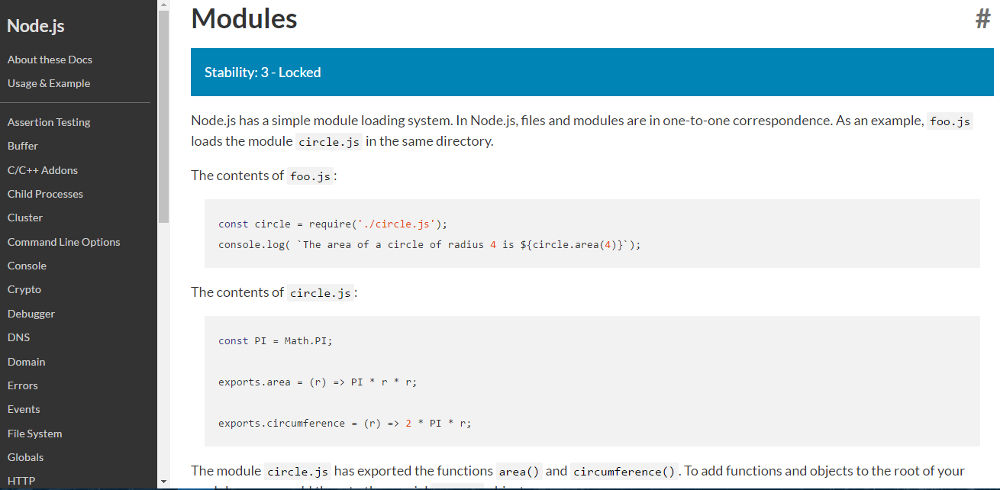 Node.js
About these Docs
Usage & Example
Assertion Testing
Buffer
C/C++ Addons
Child Processes
Cluster
Command Line Options
Console
Crypto
Debugger
DNS
Domain
Errors
Events
File System
Globals
HTTP
Modules #
Stability: 3 - Locked
Node.js has a simple module loading system. In Node.js, files and modules are in one-to-one correspondence. As an example, foo.js
loads the module circle.js in the same directory.
The contents of foo.js:
const circle = require('./circle.js');
console.log( `The area of a circle of radius 4 is ${circle.area(4)}`);
The contents of circle.js:
const PI = Math.PI;
exports.area = (r) => PI * r * r;
exports.circumference = (r) => 2 * PI * r;
The module circle.js has exported the functions area() and circumference(). To add functions and objects to the root of your